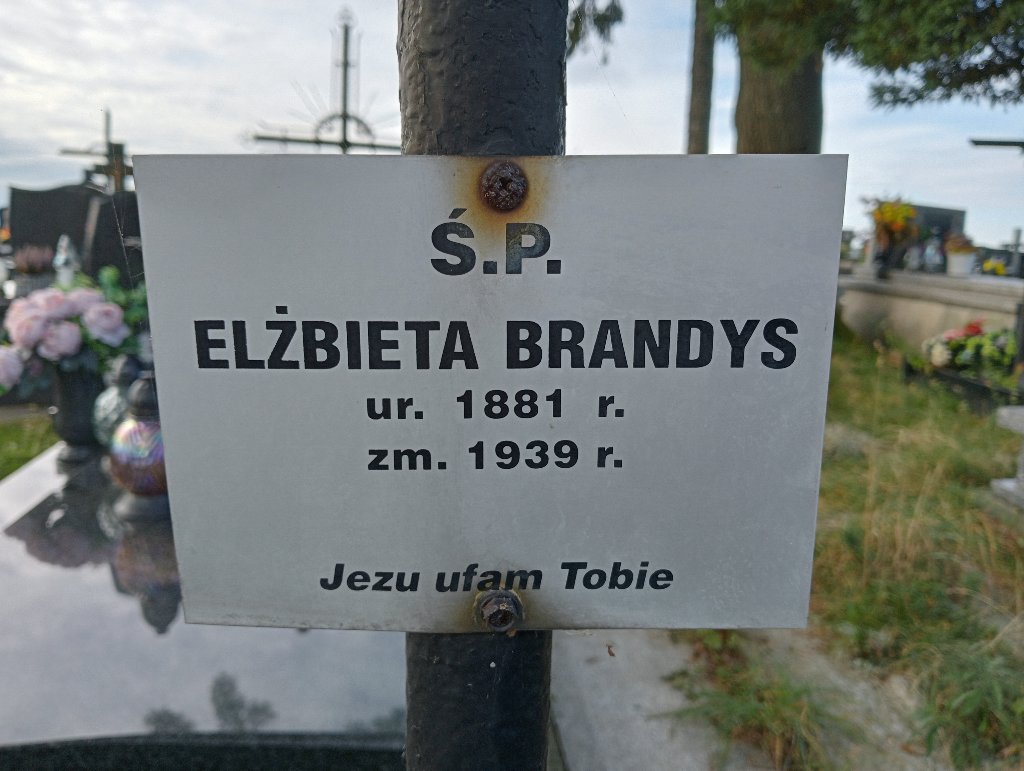 Ś.P.
ELŻBIETA BRANDYS
ur. 1881 r.
zm. 1939 r.
Jezu ufam Tobie